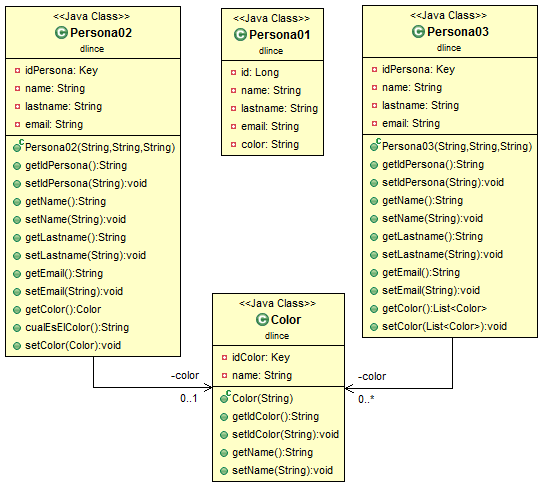 <<Java Class>>
Persona02
dlince
idPersona: Key
name: String
lastname: String
email: String
Persona02(String,String,String)
getIdPersona():String
setIdPersona(String):void
getName():String
setName(String):void
getLastname():String
setLastname(String):void
getEmail():String
setEmail(String):void
getColor():Color
cualEsElColor():String
setColor(Color):void
<<Java Class>>
Persona01
dlince
id: Long
name: String
lastname: String
email: String
color: String
<<Java Class>>
Persona03
dlince
idPersona: Key
name: String
lastname: String
email: String
Persona03(String,String,String)
getIdPersona():String
setIdPersona(String):void
getName():String
setName(String):void
getLastname():String
setLastname(String):void
getEmail():String
setEmail(String):void
getColor():List<Color>
setColor(List<Color>):void
<<Java Class>>
Color
dlince
idColor: Key
name: String
Color(String)
getIdColor():String
setIdColor(String):void
getName():String
setName(String):void
-color
0..1
-color
0..*